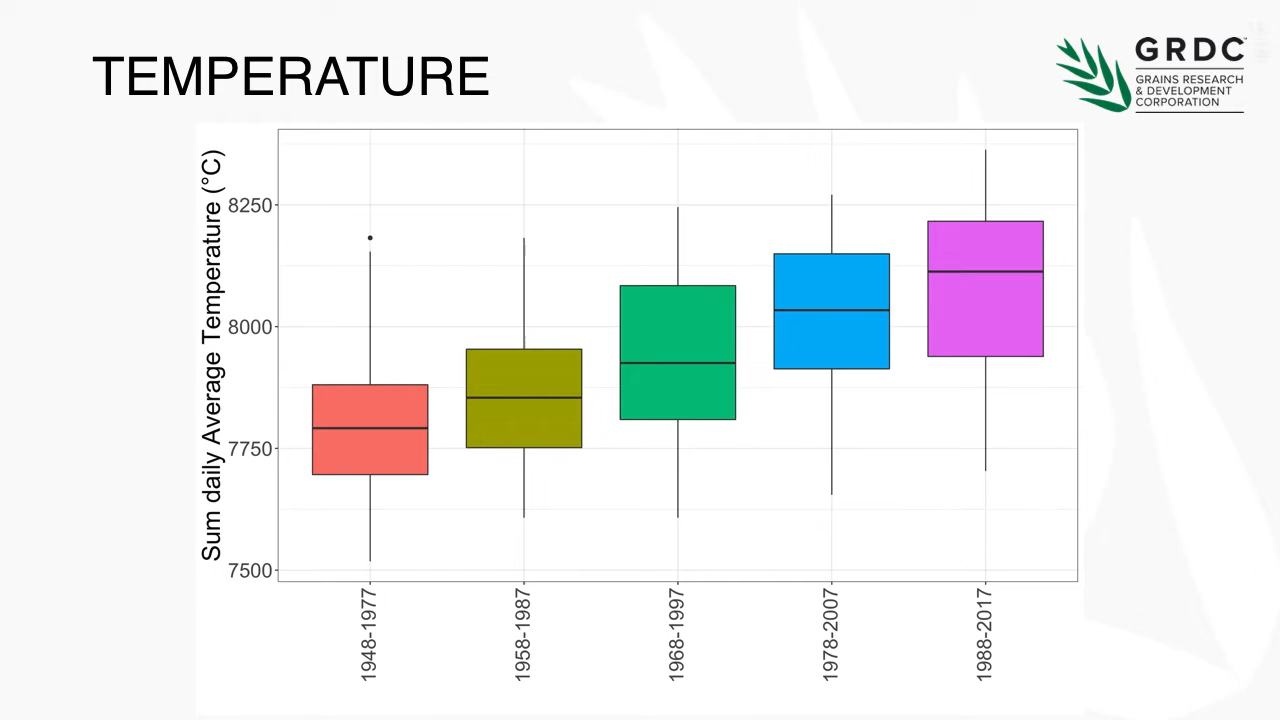 TEMPERATURE
GRDC™
GRAINS RESEARCH
& DEVELOPMENT
CORPORATION
Sum daily Average Temperature (°C)
8250
8000
7750
7500
1948-1977
1958-1987
1968-1997
1978-2007
1988-2017